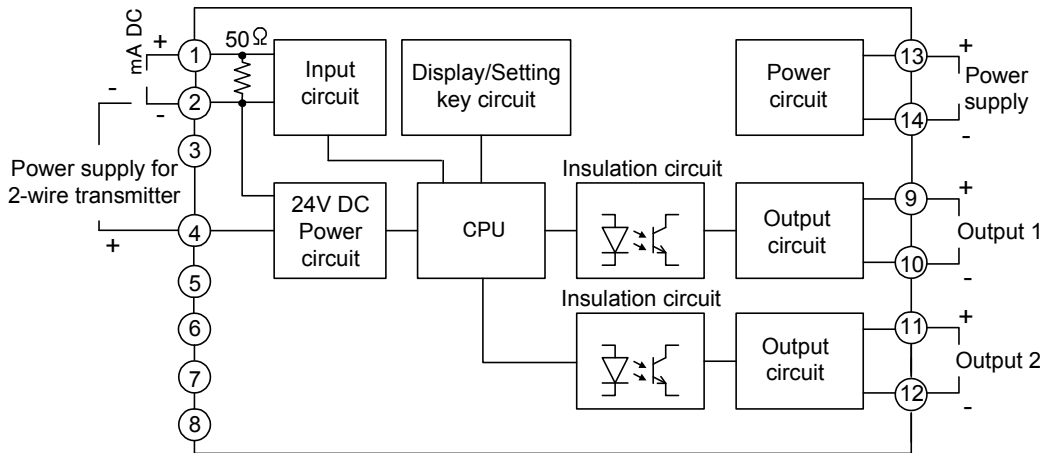 mA DC
+
-
1
2
50Ω
Input
circuit
Display/Setting
key circuit
Power
circuit
13
14
+
Power
supply
-
-
Power supply for
2-wire transmitter
+
3
4
5
6
7
8
24V DC
Power
circuit
CPU
Insulation circuit
Output
circuit
9
10
+
Output 1
-
Insulation circuit
Output
circuit
11
12
+
Output 2
-